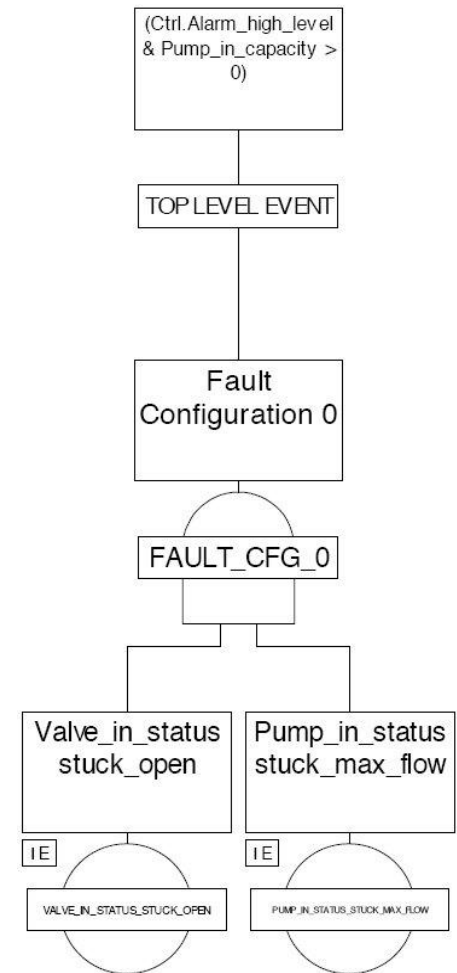 (Ctrl.Alarm_high_level
& Pump_in_capacity >
0)
TOP LEVEL EVENT
Fault
Configuration 0
FAULT_CFG_0
Valve_in_status
stuck_open
Pump_in_status
stuck_max_flow
IE
IE
VALVE_IN_STATUS_STUCK_OPEN
PUMP_IN_STATUS_STUCK_MAX_FLOW